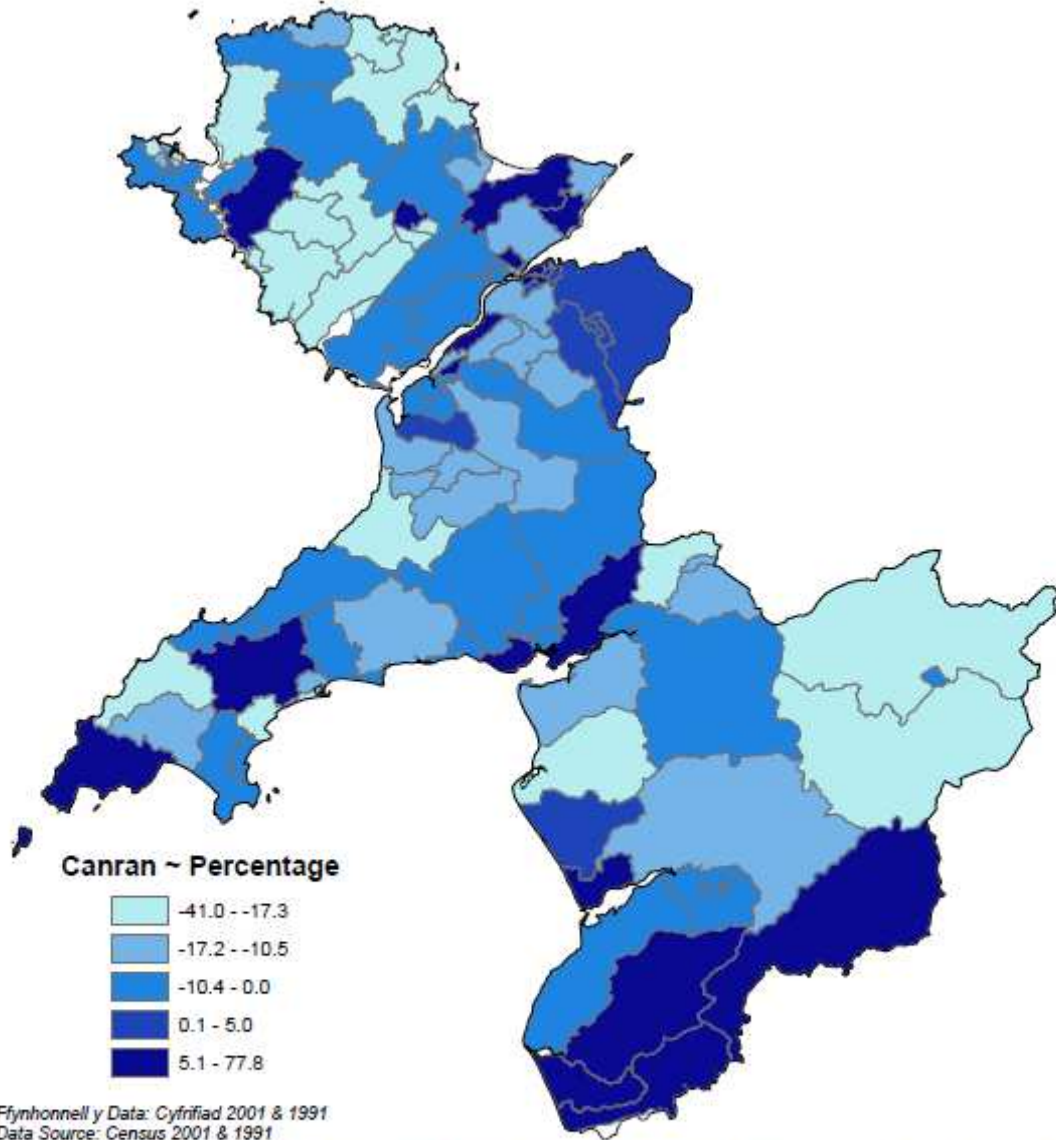 Canran ~ Percentage
-41.0 - -17.3
-17.2 - -10.5
-10.4 - 0.0
0.1 - 5.0
5.1 - 77.8
Ffynhonnell y Data: Cyfrifiad 2001 & 1991
Data Source: Census 2001 & 1991